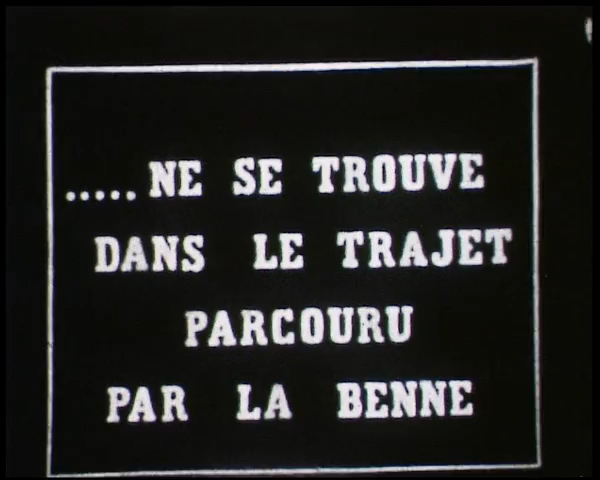 .....NE SE TROUVE
DANS LE TRAJET
PARCOURU
PAR LA BENNE